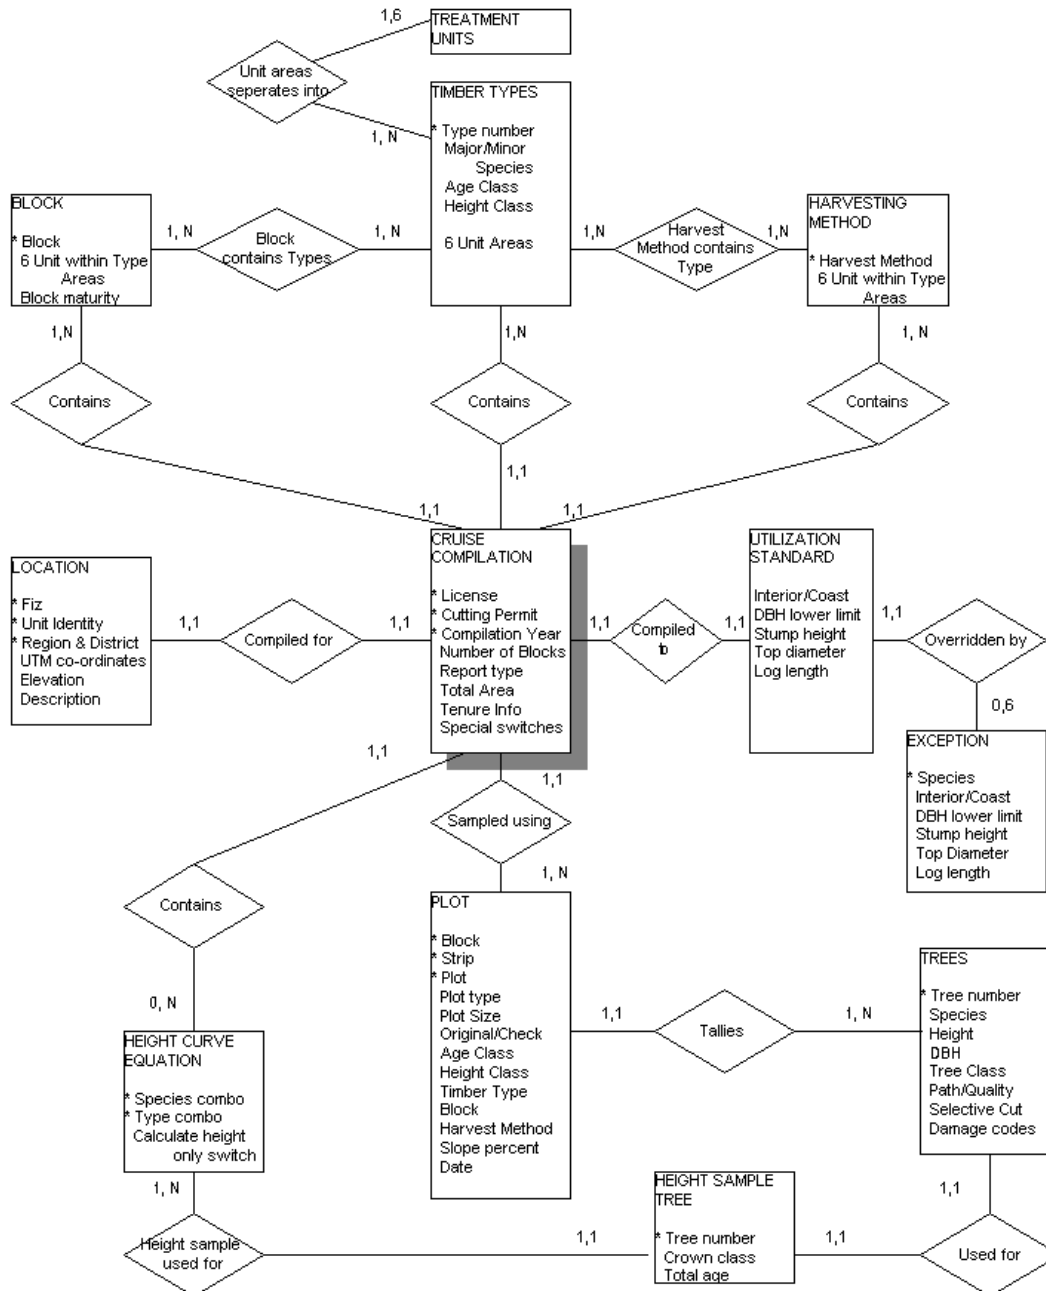 1,6
TREATMENT
UNITS
Unit areas
seperates into
1, N
TIMBER TYPES
* Type number
Major/Minor
Species
Age Class
Height Class
6 Unit Areas
BLOCK
* Block
6 Unit within Type
Areas
Block maturity
1, N
Block
contains Types
1, N
1,N
Harvest
Method contains
Type
1,N
HARVESTING
METHOD
* Harvest Method
6 Unit within Type
Areas
1,N
1,N
1, N
Contains
Contains
Contains
1,1
1,1
1,1
LOCATION
* Fiz
* Unit Identity
* Region & District
UTM co-ordinates
Elevation
Description
1,1
Compiled for
1,1
CRUISE
COMPILATION
* License
* Cutting Permit
* Compilation Year
Number of Blocks
Report type
Total Area
Tenure Info
Special switches
1,1
Compiled
to
1,1
UTILIZATION
STANDARD
Interior/Coast
DBH lower limit
Stump height
Top diameter
Log length
1,1
Overridden by
0,6
EXCEPTION
* Species
Interior/Coast
DBH lower limit
Stump height
Top Diameter
Log length
1,1
1,1
Sampled using
1, N
Contains
0, N
PLOT
* Block
* Strip
* Plot
Plot type
Plot Size
Original/Check
Age Class
Height Class
Timber Type
Block
Harvest Method
Slope percent
Date
1,1
Tallies
1, N
TREES
* Tree number
Species
Height
DBH
Tree Class
Path/Quality
Selective Cut
Damage codes
HEIGHT CURVE
EQUATION
* Species combo
* Type combo
Calculate height
only switch
1, N
Height sample
used for
1,1
HEIGHT SAMPLE
TREE
* Tree number
Crown class
Total age
1,1
Used for
1,1